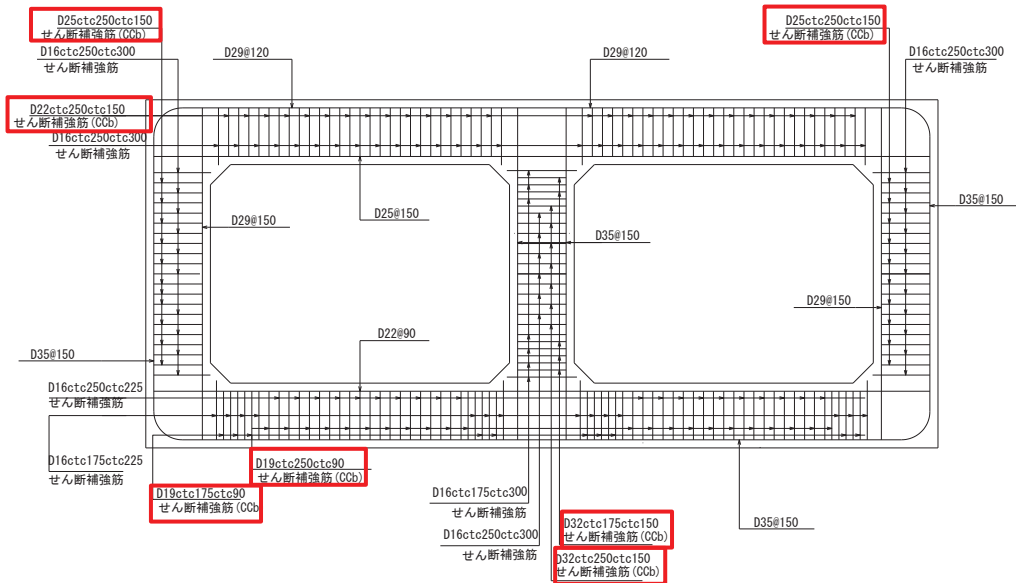 D25ctc250ctc150
せん断補強筋(CCb)
D25ctc250ctc150
せん断補強筋(CCb)
D16ctc250ctc300
せん断補強筋
D29@120
D29@120
D16ctc250ctc300
せん断補強筋
D22ctc250ctc150
せん断補強筋(CCb)
D16ctc250ctc300
せん断補強筋
D25@150
D35@150
D29@150
D35@150
D29@150
D22@90
D35@150
D16ctc250ctc225
せん断補強筋
D16ctc175ctc225
せん断補強筋
D19ctc250ctc90
せん断補強筋(CCb)
D19ctc175ctc90
せん断補強筋(CCb
D16ctc175ctc300
せん断補強筋
D16ctc250ctc300
せん断補強筋
D32ctc175ctc150
せん断補強筋(CCb)
D32ctc250ctc150
せん断補強筋(CCb)
D35@150